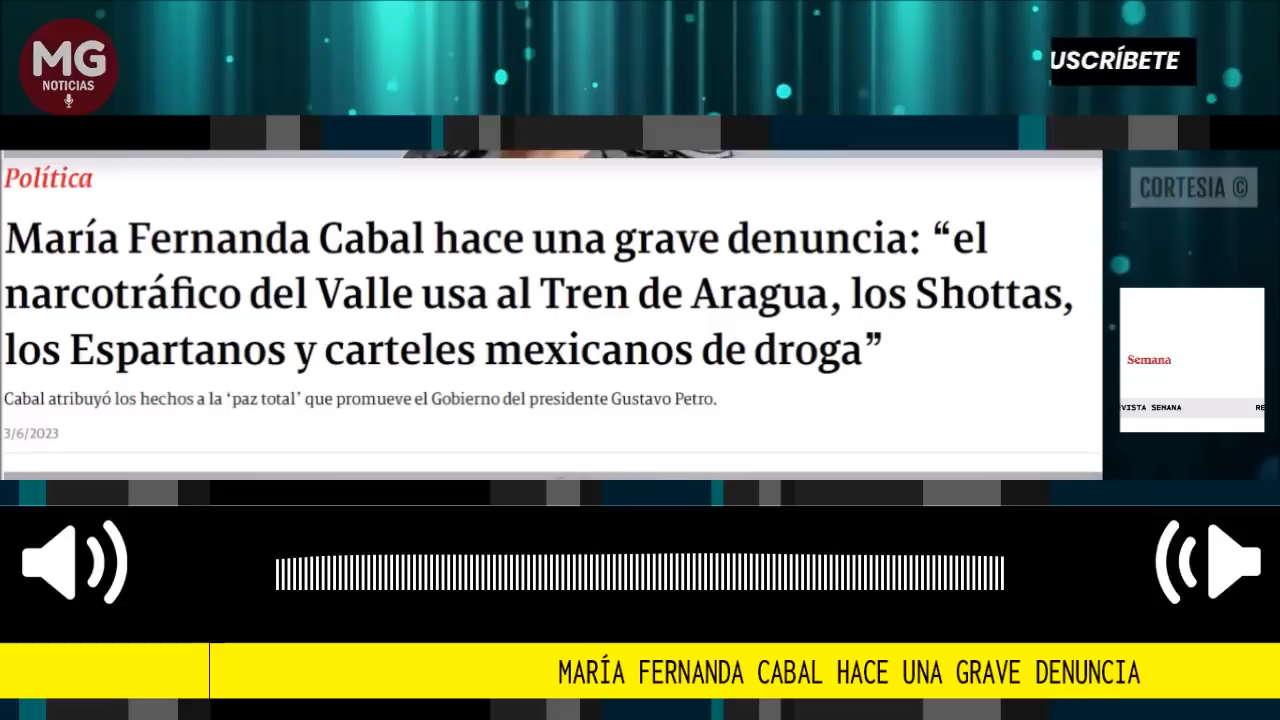 MG
NOTICIAS
USCRÍBETE
Política
CORTESIA ©
María Fernanda Cabal hace una grave denuncia: “el
narcotráfico del Valle usa al Tren de Aragua, los Shottas,
los Espartanos y carteles mexicanos de droga”
Cabal atribuyó los hechos a la ‘paz total’ que promueve el Gobierno del presidente Gustavo Petro.
3/6/2023
Semana
VISTA SEMANA RE
MARÍA FERNANDA CABAL HACE UNA GRAVE DENUNCIA